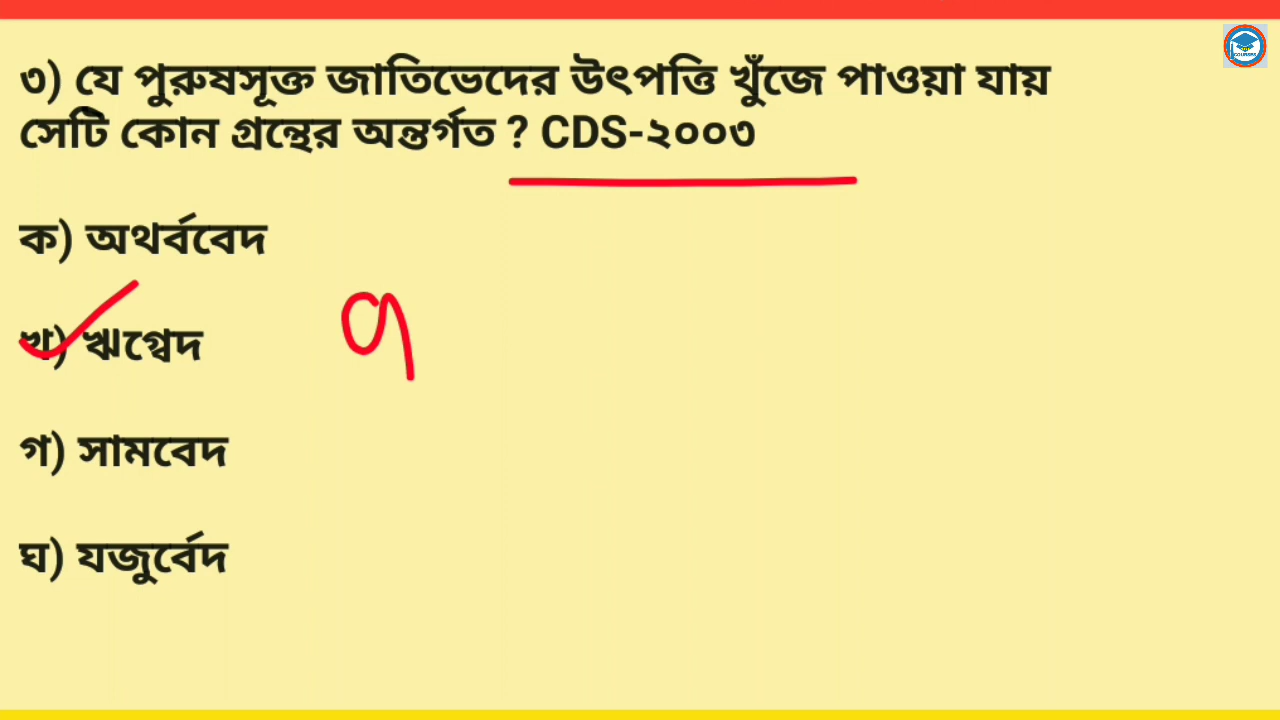 ৩) যে পুরুষসূক্ত জাতিভেদের উৎপত্তি খুঁজে পাওয়া যায়
সেটি কোন গ্রন্থের অন্তর্গত ? CDS-২০০৩
ক) অথর্ববেদ
খ) ঋগ্বেদ
গ) সামবেদ
ঘ) যজুর্বেদ